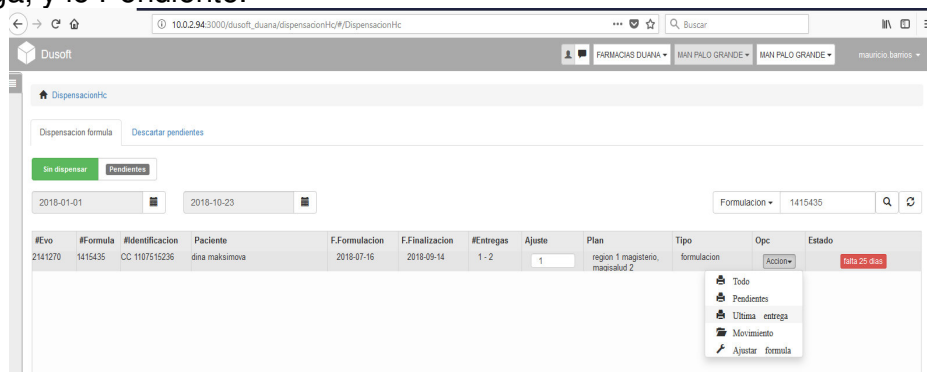 ga, y lo Pendiente.
10.0.2.94:3000/dusoft_duana/dispensacionHc/#/DispensacionHc
Buscar
Dusoft
FARMACIAS DUANA
MAN PALO GRANDE
MAN PALO GRANDE
mauricio.barrios
DispensacionHc
Dispensacion formula
Descartar pendientes
Sin dispensar
Pendientes
2018-01-01
2018-10-23
Formulacion
1415435
#Evo #Formula #Identificacion Paciente F.Formulacion F.Finalizacion #Entregas Ajuste Plan Tipo Opc Estado
2141270 1415435 CC 1107515236 dina maksimova 2018-07-16 2018-09-14 1 - 2 1 region 1 magisterio, formulacion Accion falta 25 dias
magisalud 2
Todo
Pendientes
Ultima entrega
Movimiento
Ajustar formula